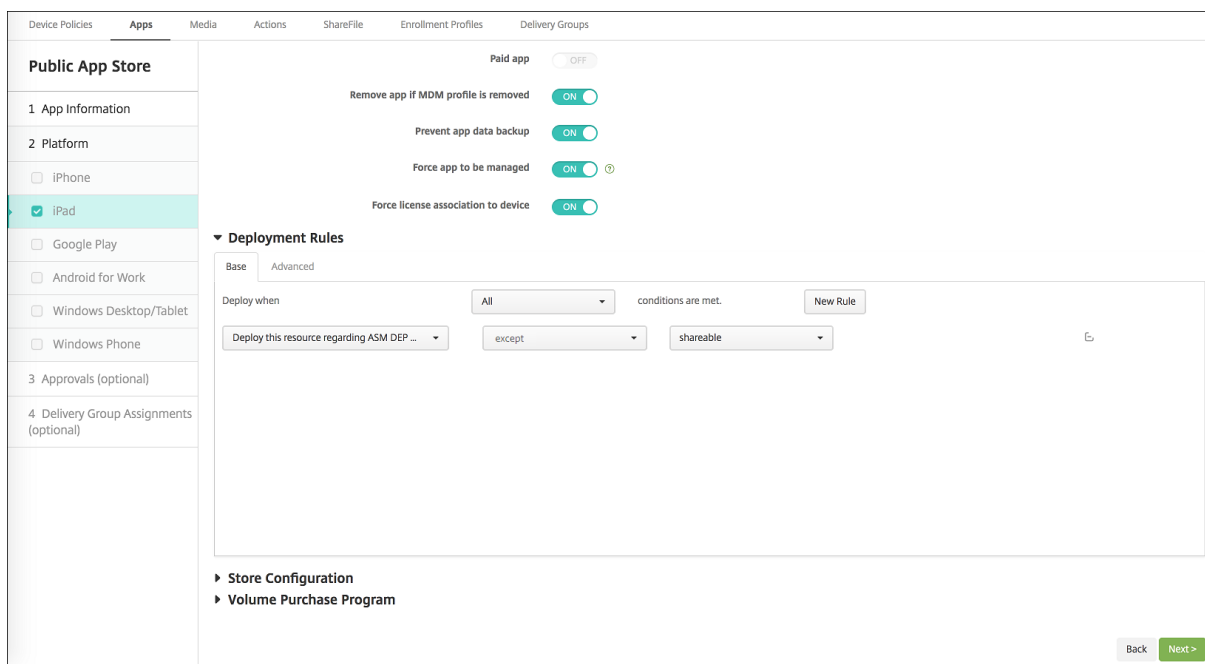 Device Policies Apps Media Actions ShareFile Enrollment Profiles Delivery Groups
Public App Store
1 App Information
2 Platform
iPhone
iPad
Google Play
Android for Work
Windows Desktop/Tablet
Windows Phone
3 Approvals (optional)
4 Delivery Group Assignments
(optional)
Paid app OFF
Remove app if MDM profile is removed ON
Prevent app data backup ON
Force app to be managed ON ?
Force license association to device ON
Deployment Rules
Base Advanced
Deploy when All conditions are met. New Rule
Deploy this resource regarding ASM DEP ... except shareable
Store Configuration
Volume Purchase Program
Back Next >